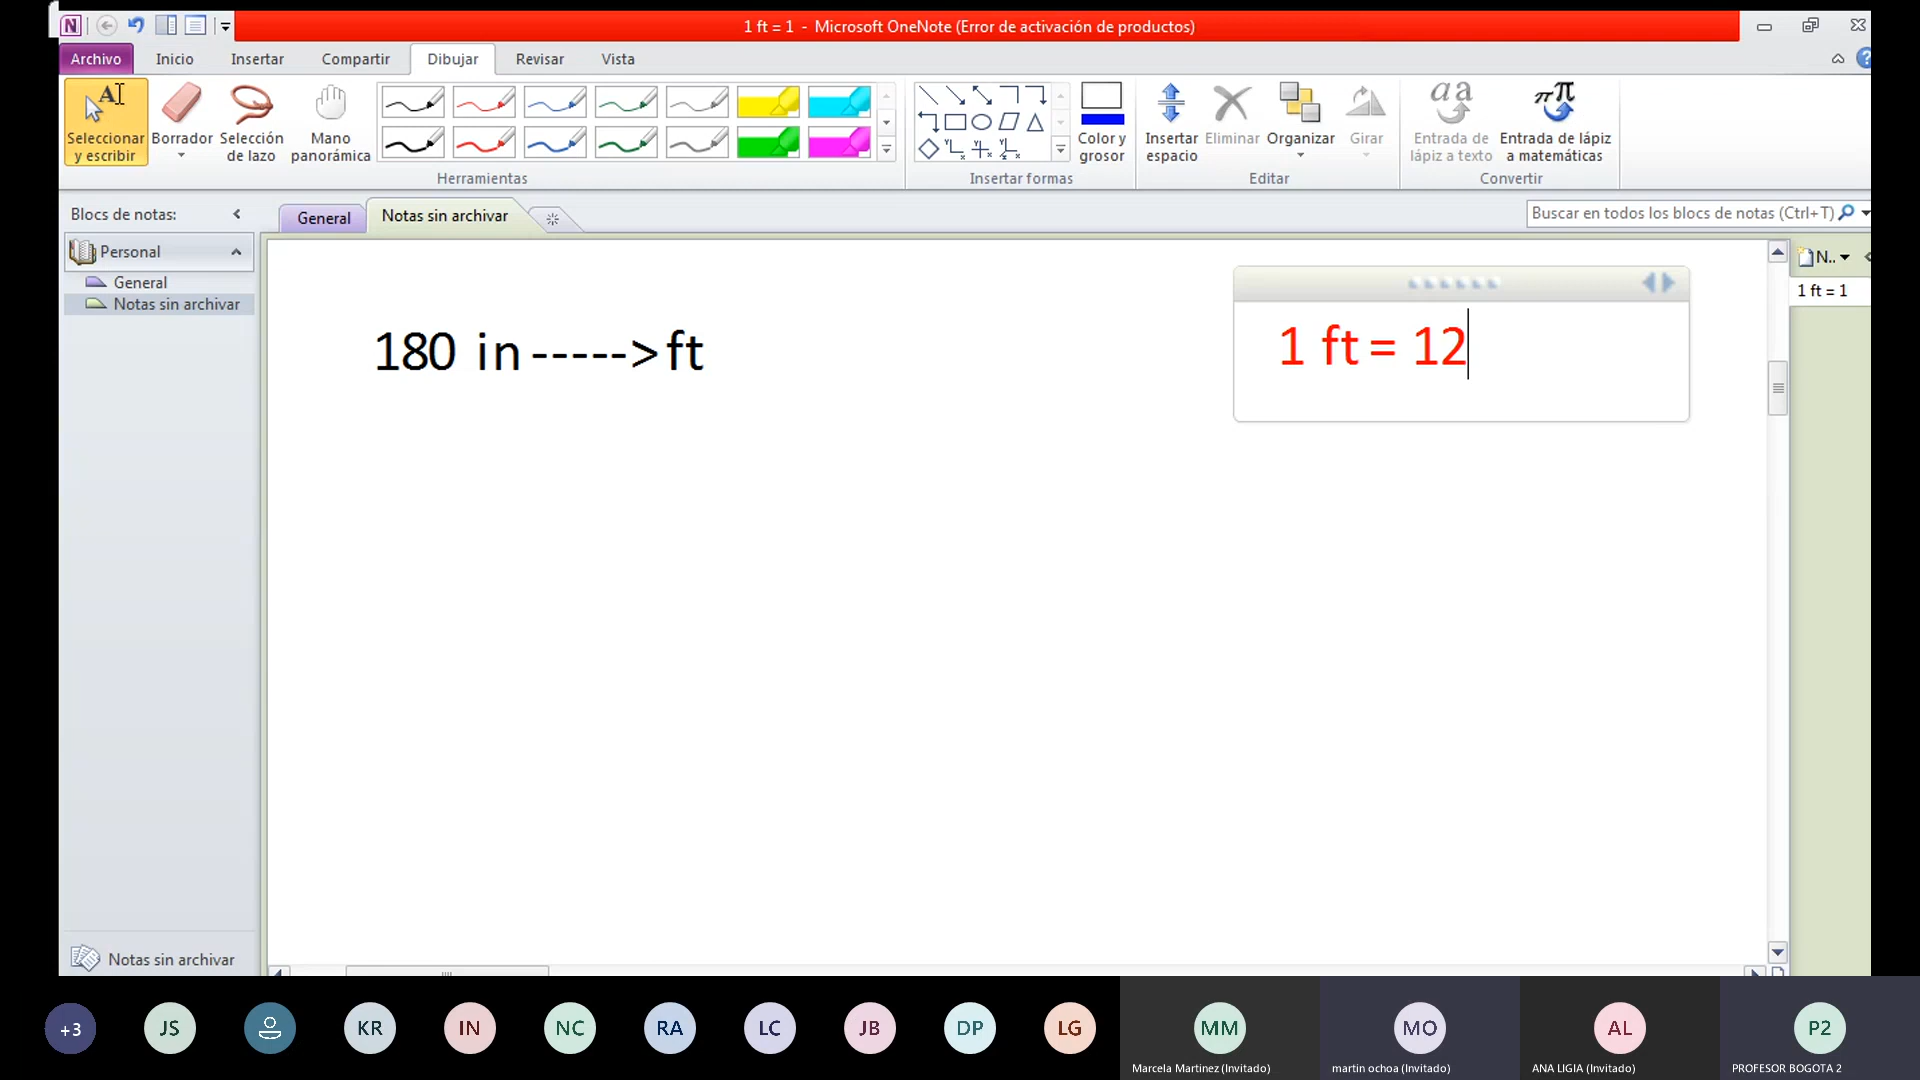 1 ft = 1 - Microsoft OneNote (Error de activación de productos)
Archivo Inicio Insertar Compartir Dibujar Revisar Vista
Seleccionar y escribir
Borrador
Selección de lazo
Mano panorámica
Color y grosor
Insertar espacio
Eliminar
Organizar
Girar
Entrada de lápiz a texto
Entrada de lápiz a matemáticas
Herramientas
Insertar formas
Editar
Convertir
Blocs de notas:
General
Notas sin archivar
Buscar en todos los blocs de notas (Ctrl+T)
Personal
General
Notas sin archivar
N..
1 ft = 1
180 in ----->ft
1 ft = 12
Notas sin archivar
+3
JS
KR
IN
NC
RA
LC
JB
DP
LG
MM
Marcela Martinez (Invitado)
MO
martin ochoa (Invitado)
AL
ANA LIGIA (Invitado)
P2
PROFESOR BOGOTA 2